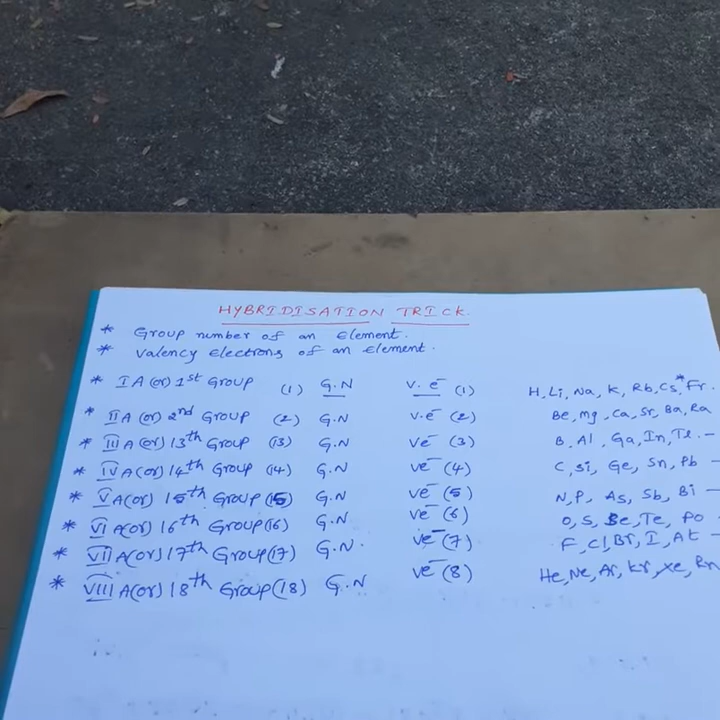 HYBRIDISATION TRICK.
* Group number of an Element.
* Valency electrons of an element.
* IA (or) 1st Group (1) G.N V. e⁻ (1) H, Li, Na, K, Rb, Cs, * Fr.
* IIA (or) 2nd Group (2) G.N V.e⁻ (2) Be, Mg, Ca, Sr, Ba, Ra
* IIIA (or) 13th Group (13) G.N Ve⁻ (3) B, Al, Ga, In, Tl. -
* IVA (or) 14th Group (14) G.N Ve⁻ (4) C, Si, Ge, Sn, Pb -
* VA (or) 15th Group (15) G.N Ve⁻ (5) N, P, As, Sb, Bi -
* VIA (or) 16th Group (16) G.N Ve⁻ (6) O, S, Se, Te, Po
* VIIA (or) 17th Group (17) G.N. Ve⁻ (7) F, Cl, Br, I, At -
* VIIIA (or) 18th Group (18) G.N Ve⁻ (8) He, Ne, Ar, Kr, Xe, Rn